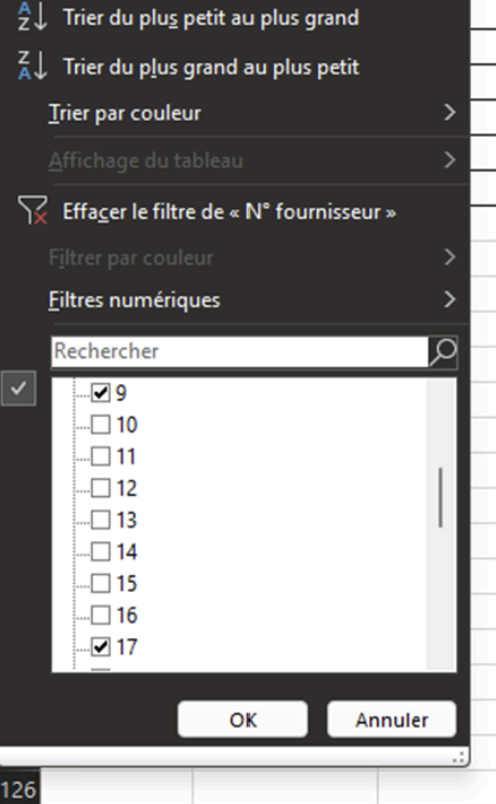 Trier du plus petit au plus grand
Trier du plus grand au plus petit
Trier par couleur
Affichage du tableau
Effacer le filtre de « N° fournisseur »
Filtrer par couleur
Filtres numériques
Rechercher
9
10
11
12
13
14
15
16
17
OK Annuler
126